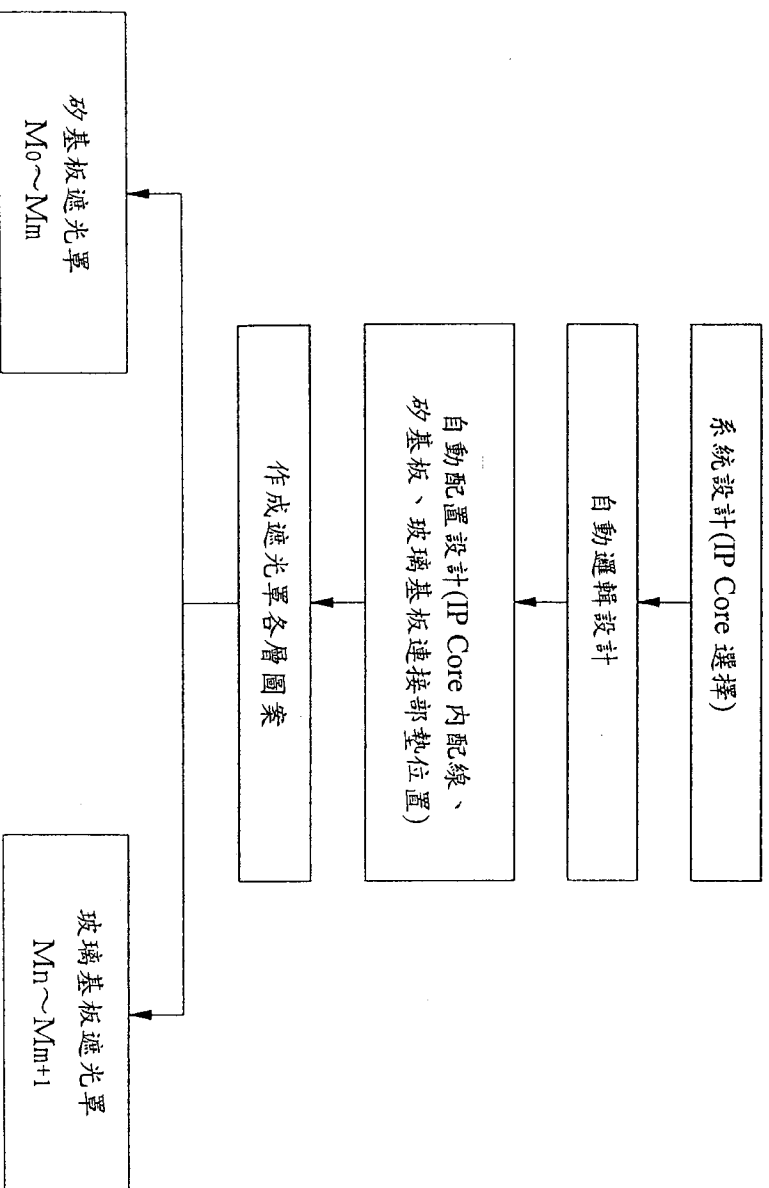 系統設計(IP Core 選擇)
自動邏輯設計
自動配置設計(IP Core 內配線、
矽基板、玻璃基板連接部墊位置)
作成遮光罩各層圖案
矽基板遮光罩
M0～Mm
玻璃基板遮光罩
Mn～Mm+1